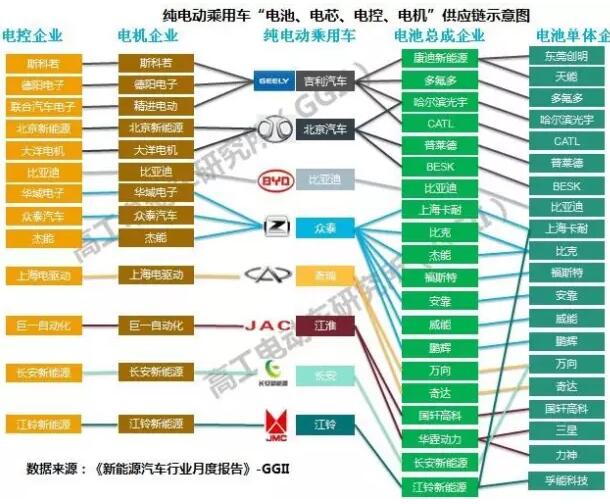 纯电动乘用车“电池、电芯、电控、电机”供应链示意图
电控企业 电机企业 纯电动乘用车 电池总成企业 电池单体企
斯科若
德阳电子
联合汽车电子
北京新能源
大洋电机
比亚迪
华域电子
众泰汽车
杰能
上海电驱动
巨一自动化
长安新能源
江铃新能源
斯科若
德阳电子
精进电动
北京新能源
大洋电机
比亚迪
华域电子
众泰汽车
杰能
上海电驱动
巨一自动化
长安新能源
江铃新能源
GEELY 吉利汽车
北京汽车
BYD 比亚迪
众泰
奇瑞
JAC 江淮
长安新能源 长安
JMC 江铃
康迪新能源
多氟多
哈尔滨光宇
CATL
普莱德
BESK
比亚迪
上海卡耐
比克
杰能
福斯特
安靠
威能
鹏辉
万向
奇达
国轩高科
华霆动力
长安新能源
江铃新能源
东莞创明
天能
多氟多
哈尔滨光宇
CATL
普莱德
BESK
比亚迪
上海卡耐
比克
福斯特
安靠
威能
鹏辉
万向
奇达
国轩高科
三星
力神
孚能科技
高工电动车研究所（GGII）
高工电动车研究所（GGII）
数据来源：《新能源汽车行业月度报告》-GGII